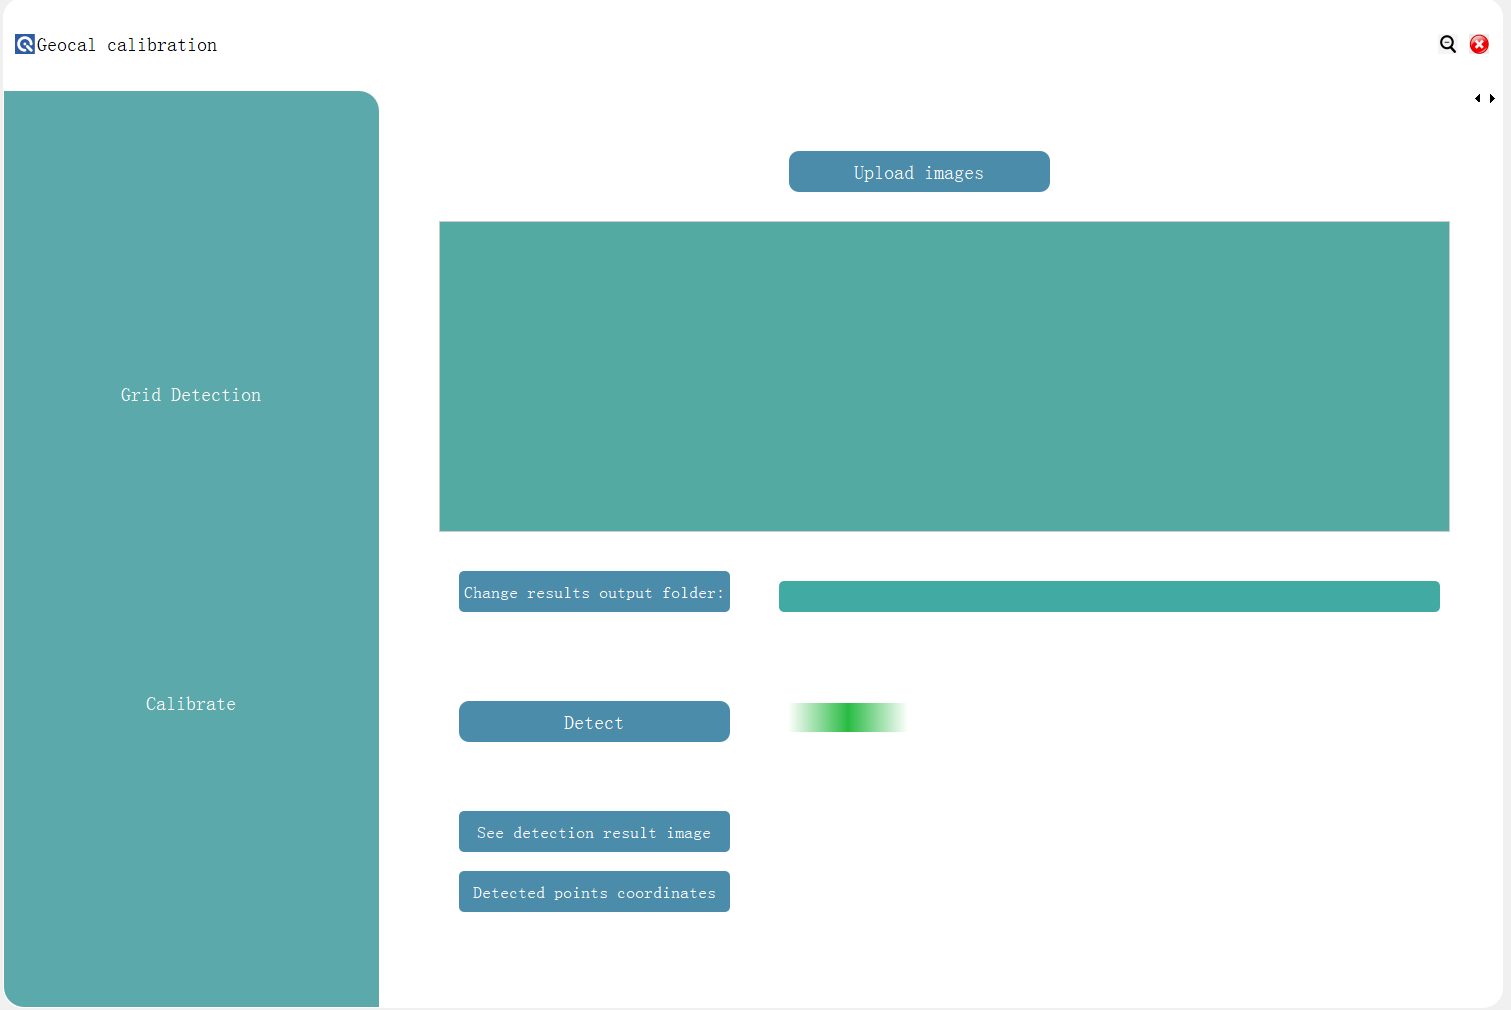 Geocal calibration
Upload images
Grid Detection
Change results output folder:
Calibrate
Detect
See detection result image
Detected points coordinates